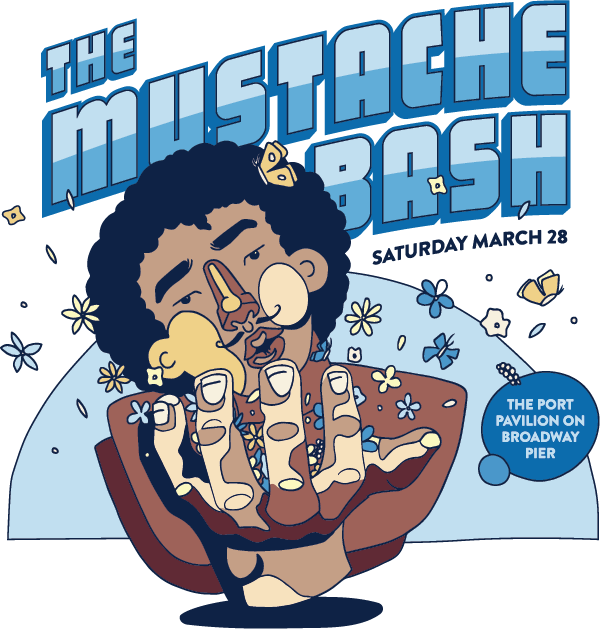 THE
MUSTACHE
BASH
SATURDAY MARCH 28
THE PORT
PAVILION ON
BROADWAY
PIER